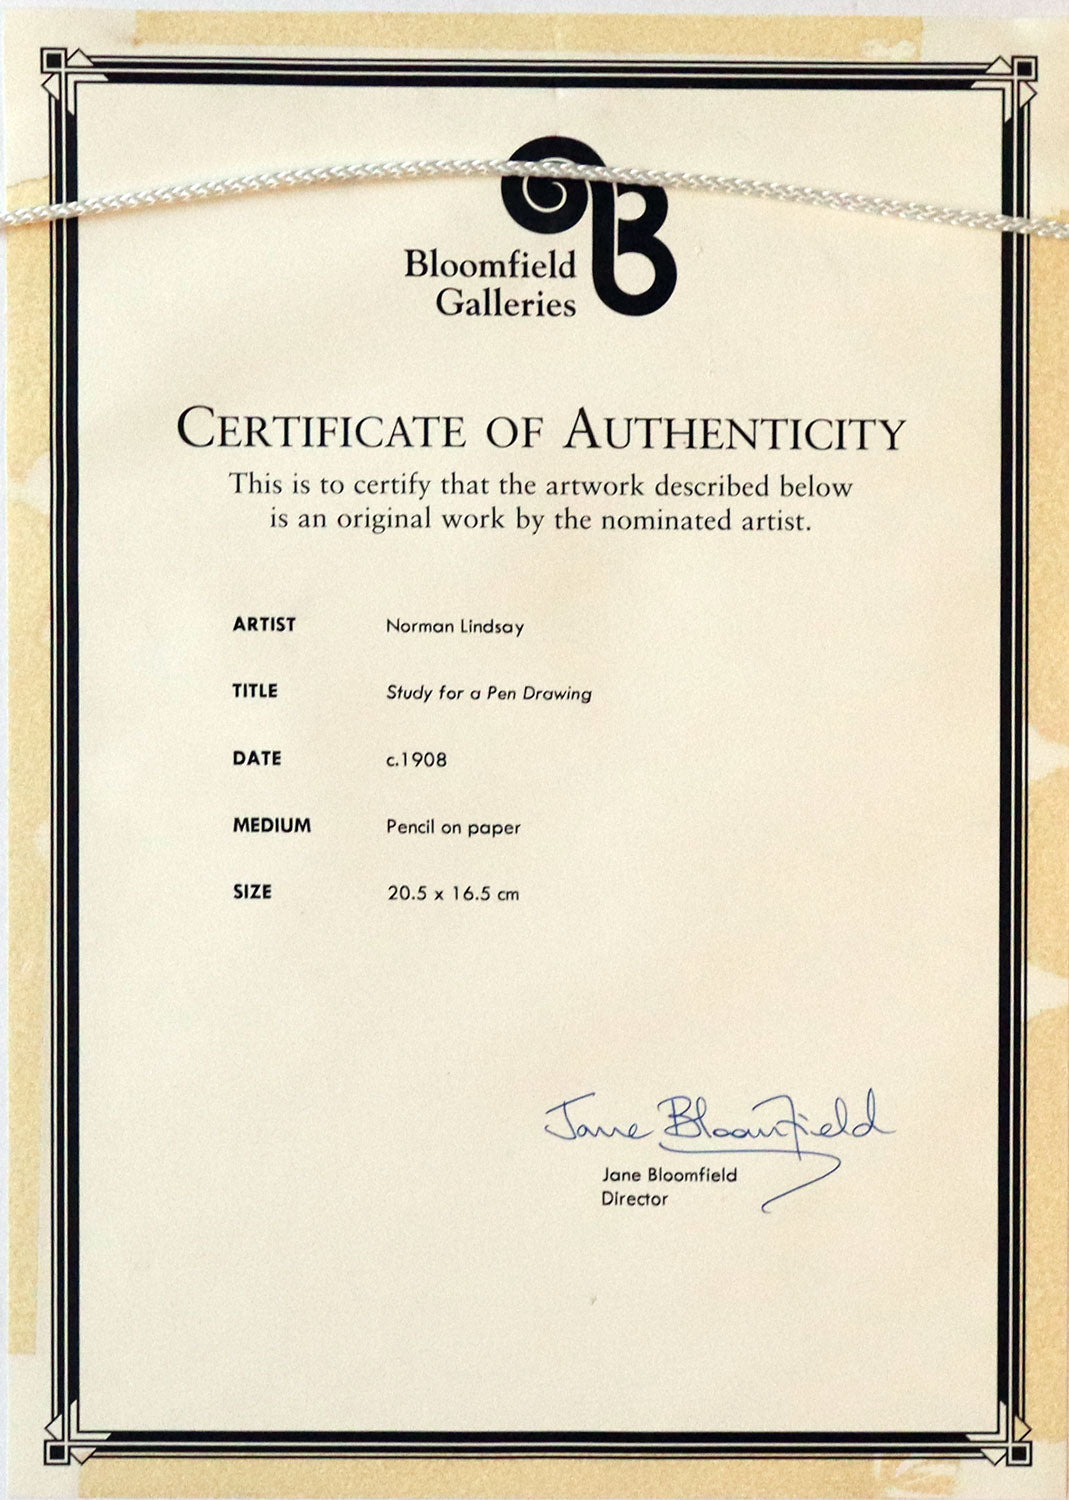 B
Bloomfield
Galleries
CERTIFICATE OF AUTHENTICITY
This is to certify that the artwork described below
is an original work by the nominated artist.
ARTIST Norman Lindsay
TITLE Study for a Pen Drawing
DATE c.1908
MEDIUM Pencil on paper
SIZE 20.5 x 16.5 cm
Jane Bloomfield
Jane Bloomfield
Director